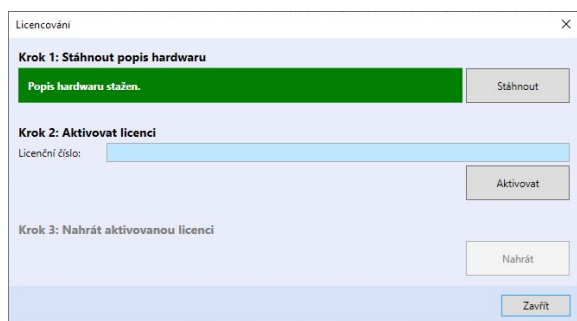 Licencování
Krok 1: Stáhnout popis hardwaru
Popis hardwaru stažen.
Stáhnout
Krok 2: Aktivovat licenci
Licenční číslo:
Aktivovat
Krok 3: Nahrát aktivovanou licenci
Nahrát
Zavřít